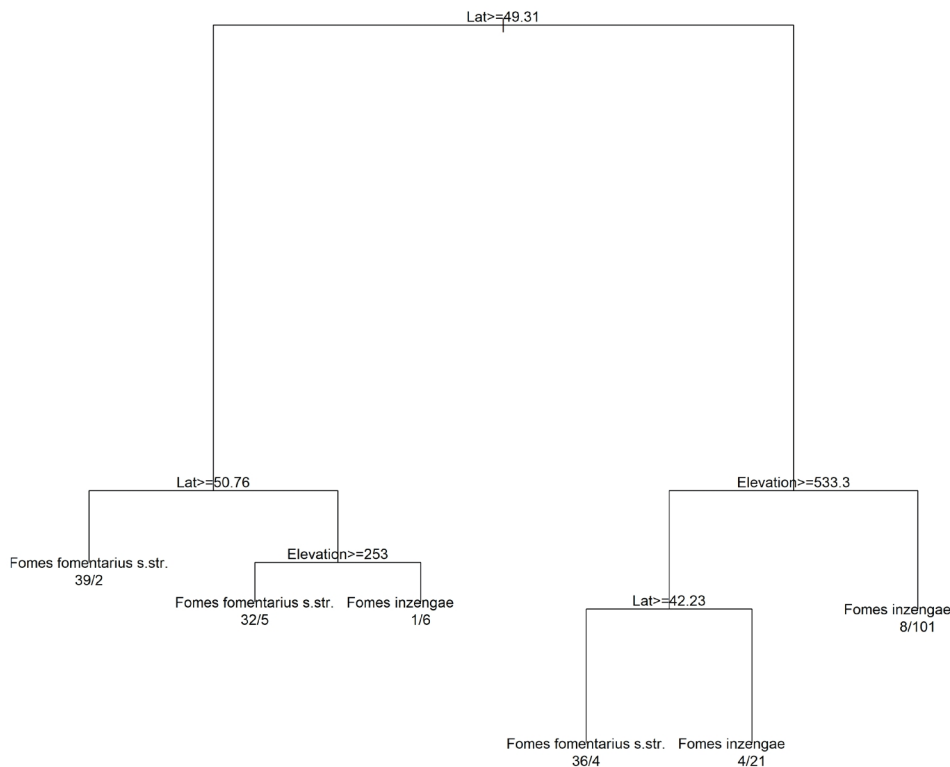 Lat>=49.31
Lat>=50.76
Elevation>=533.3
Elevation>=253
Fomes fomentarius s.str.
39/2
Fomes fomentarius s.str.
32/5
Fomes inzengae
1/6
Lat>=42.23
Fomes inzengae
8/101
Fomes fomentarius s.str.
36/4
Fomes inzengae
4/21